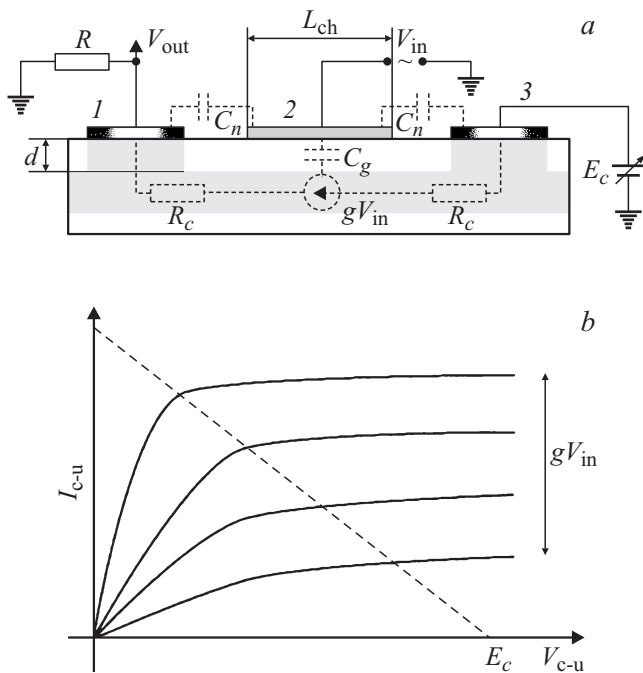 L_ch
a
R
V_out
V_in
~
1
2
3
C_n
C_n
d
C_g
E_c
R_c
gV_in
R_c
b
I_c-u
gV_in
E_c
V_c-u